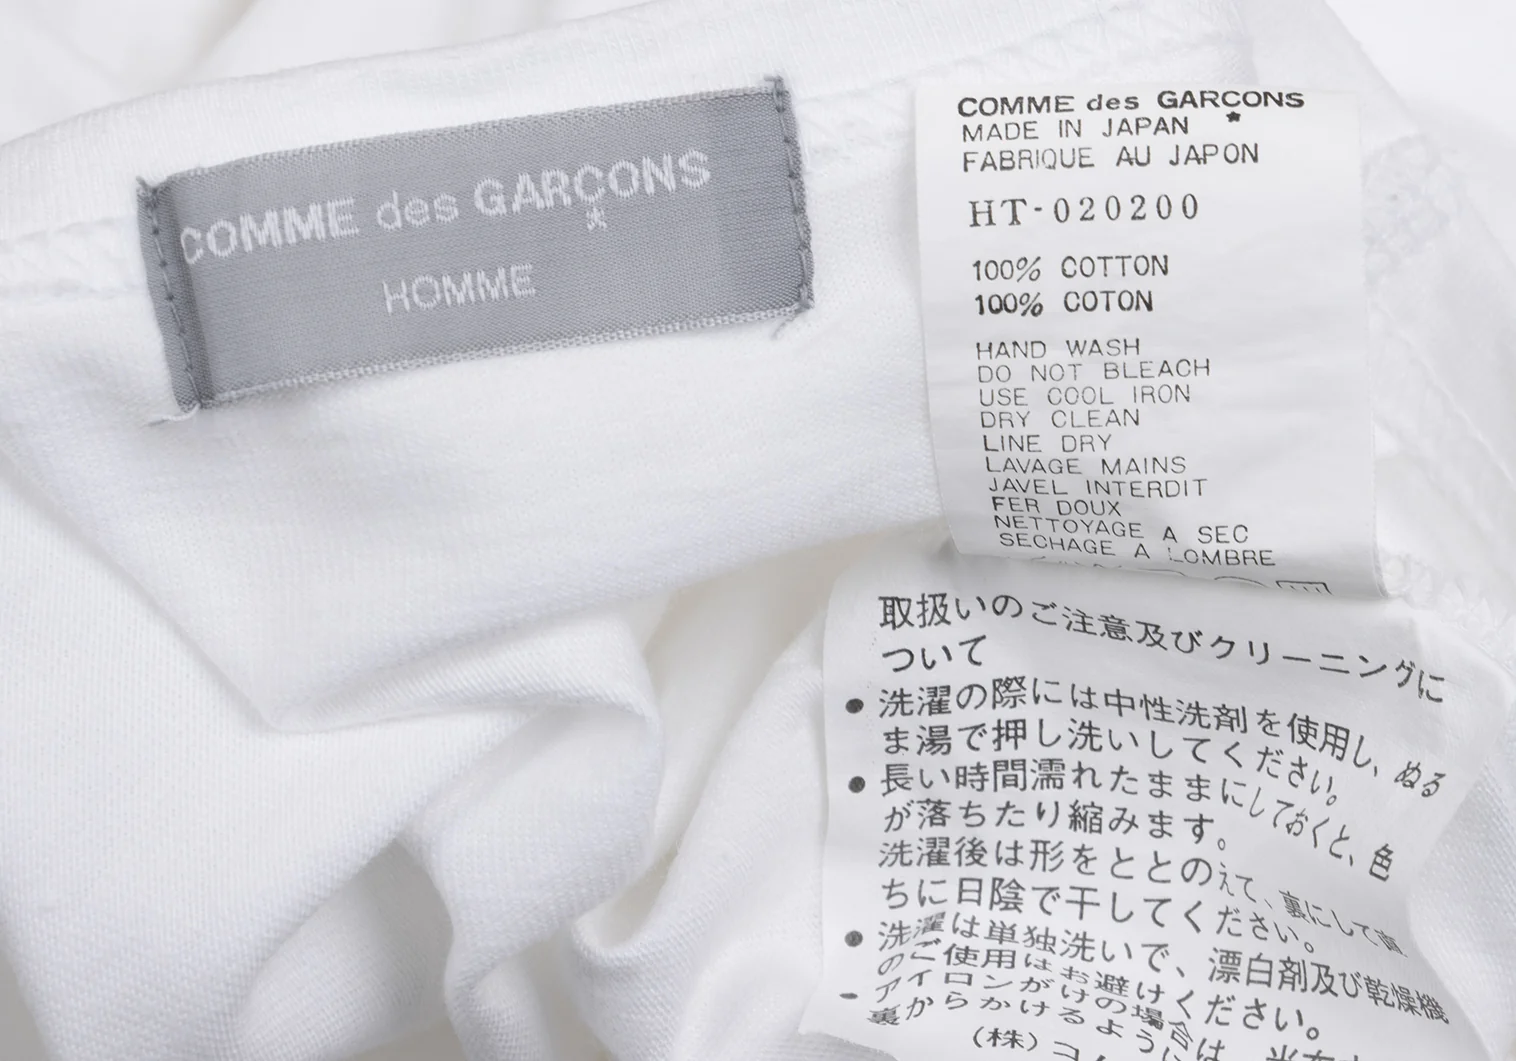 COMME des GARÇONS
HOMME
COMME des GARÇONS
MADE IN JAPAN
FABRIQUE AU JAPON
HT-020200
100% COTTON
100% COTON
HAND WASH
DO NOT BLEACH
USE COOL IRON
DRY CLEAN
LINE DRY
LAVAGE MAINS
JAVEL INTERDIT
FER DOUX
NETTOYAGE A SEC
SECHAGE A LOMBRE
取扱いのご注意及びクリーニングに
ついて
● 洗濯の際には中性洗剤を使用し、ぬる
ま湯で押し洗いしてください。
● 長い時間濡れたままにしておくと、色
が落ちたり縮みます。
洗濯後は形をととのえて、裏にして直
ちに日陰で干してください。
● 洗濯は単独洗いで、漂白剤及び乾燥機
のご使用はお避けください。
アイロンがけの場合は、当布
裏からかけるように
(株)コ